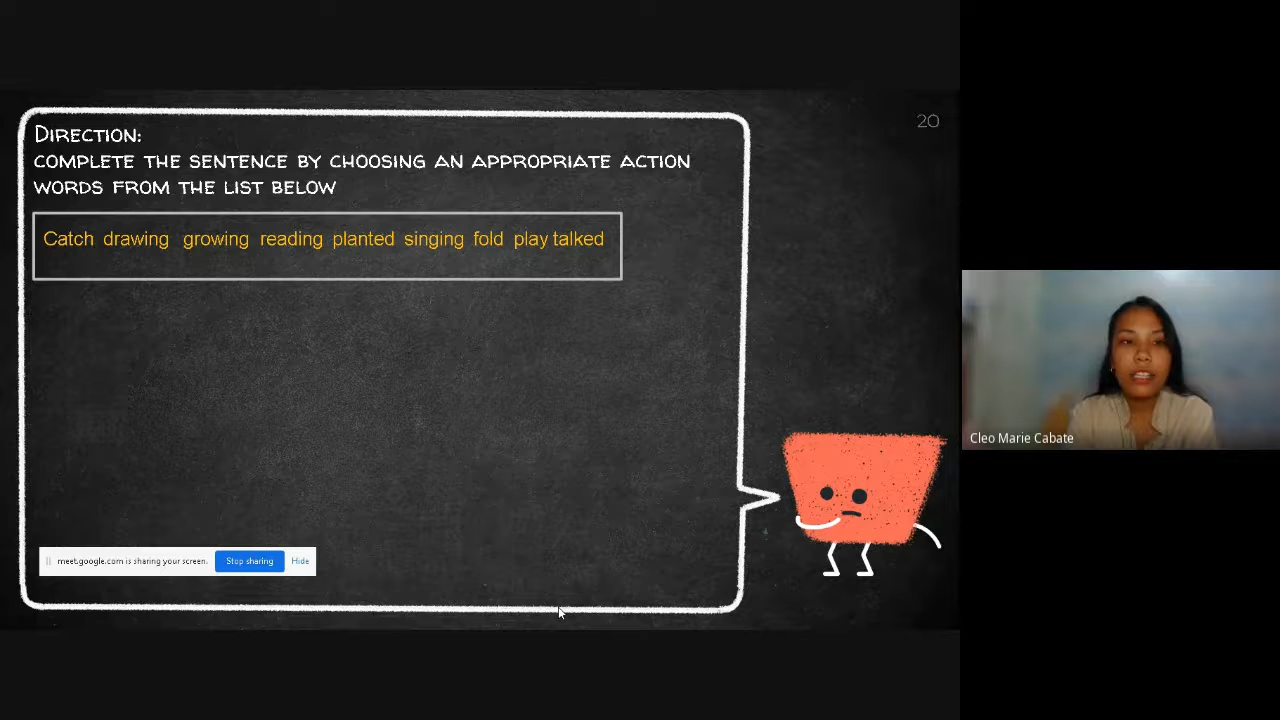 20
Direction:
complete the sentence by choosing an appropriate action
words from the list below
Catch drawing growing reading planted singing fold play talked
Cleo Marie Cabate
meet.google.com is sharing your screen. Stop sharing Hide